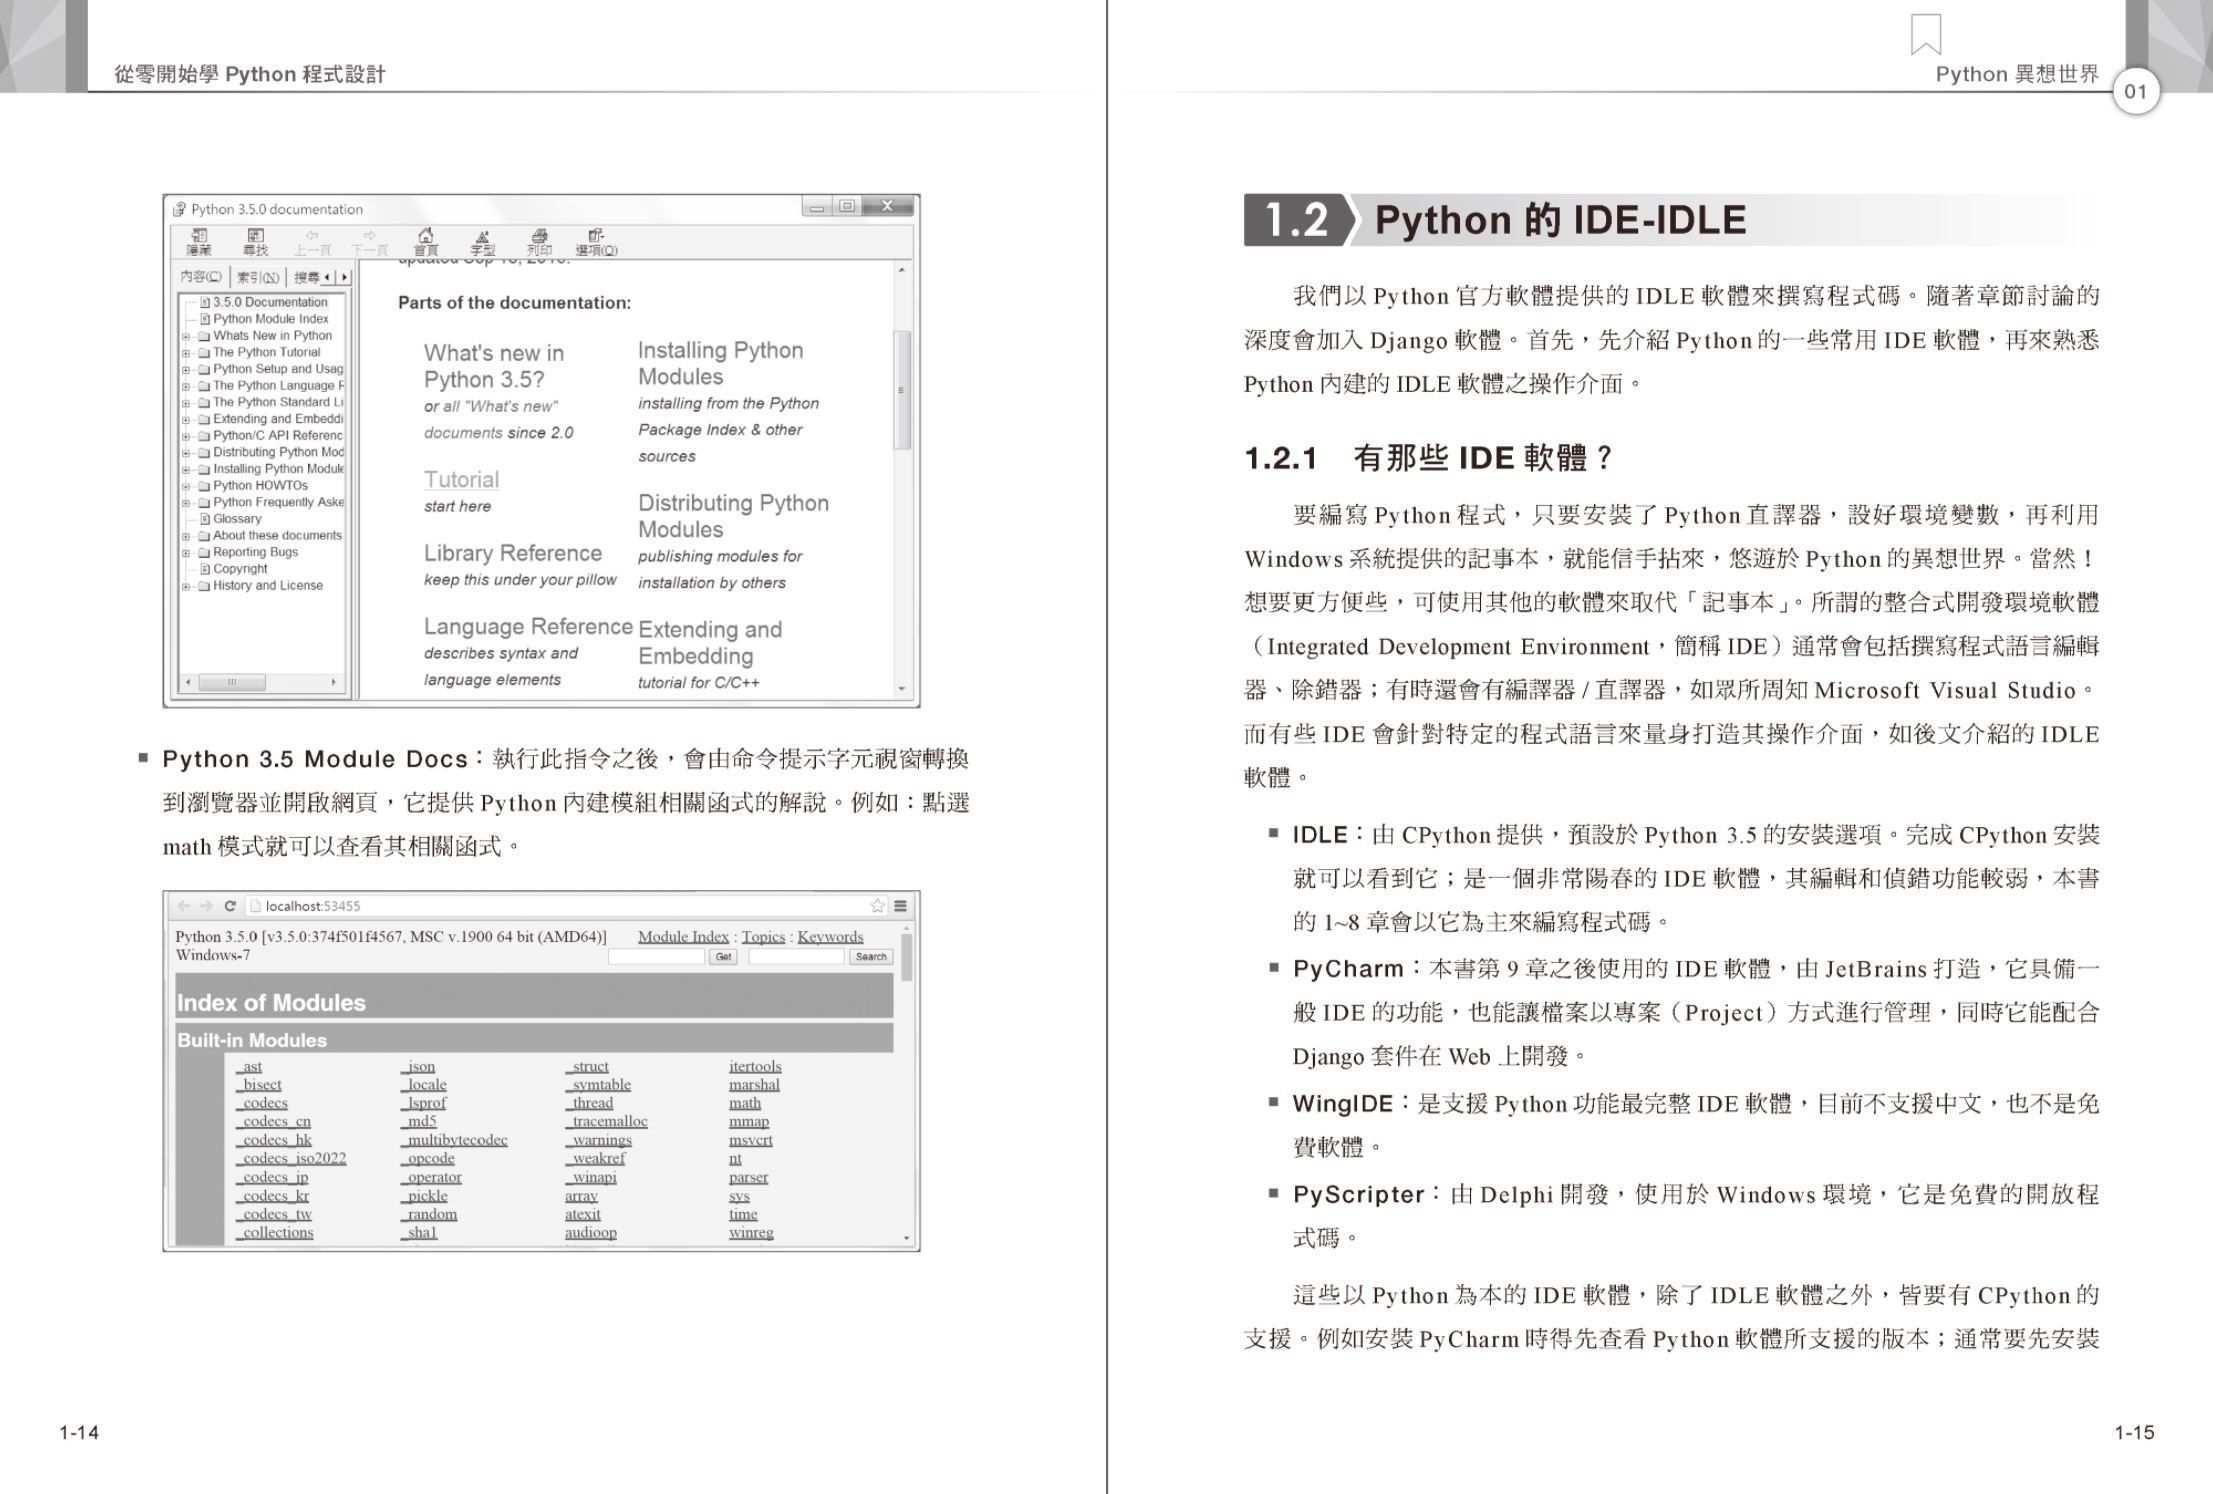 從零開始學 Python 程式設計
Python 3.5.0 documentation
隱藏 尋找 上一頁 下一頁 首頁 字型 列印 選項(O)
內容(C) 索引(N) 搜尋
3.5.0 Documentation
Python Module Index
Whats New in Python
The Python Tutorial
Python Setup and Usag
The Python Language R
The Python Standard Li
Extending and Embeddi
Python/C API Referenc
Distributing Python Mod
Installing Python Module
Python HOWTOs
Python Frequently Aske
Glossary
About these documents
Reporting Bugs
Copyright
History and License
Parts of the documentation:
What's new in
Python 3.5?
or all "What's new"
documents since 2.0
Tutorial
start here
Library Reference
keep this under your pillow
Language Reference
describes syntax and
language elements
Installing Python
Modules
installing from the Python
Package Index & other
sources
Distributing Python
Modules
publishing modules for
installation by others
Extending and
Embedding
tutorial for C/C++
■ Python 3.5 Module Docs：執行此指令之後，會由命令提示字元視窗轉換
到瀏覽器並開啟網頁，它提供 Python 內建模組相關函式的解說。例如：點選
math 模式就可以查看其相關函式。
localhost:53455
Python 3.5.0 [v3.5.0:374f501f4567, MSC v.1900 64 bit (AMD64)]
Windows-7
Module Index : Topics : Keywords
Get Search
Index of Modules
Built-in Modules
_ast _json _struct itertools
_bisect _locale _symtable marshal
_codecs _lsprof _thread math
_codecs_cn _md5 _tracemalloc mmap
_codecs_hk _multibytecodec _warnings msvcrt
_codecs_iso2022 _opcode _weakref nt
_codecs_jp _operator _winapi parser
_codecs_kr _pickle array sys
_codecs_tw _random atexit time
_collections _sha1 audioop winreg
1-14
Python 異想世界
01
1.2 Python 的 IDE-IDLE
我們以 Python 官方軟體提供的 IDLE 軟體來撰寫程式碼。隨著章節討論的
深度會加入 Django 軟體。首先，先介紹 Python 的一些常用 IDE 軟體，再來熟悉
Python 內建的 IDLE 軟體之操作介面。
1.2.1 有那些 IDE 軟體？
要編寫 Python 程式，只要安裝了 Python 直譯器，設好環境變數，再利用
Windows 系統提供的記事本，就能信手拈來，悠遊於 Python 的異想世界。當然！
想要更方便些，可使用其他的軟體來取代「記事本」。所謂的整合式開發環境軟體
（Integrated Development Environment，簡稱 IDE）通常會包括撰寫程式語言編輯
器、除錯器；有時還會有編譯器 / 直譯器，如眾所周知 Microsoft Visual Studio。
而有些 IDE 會針對特定的程式語言來量身打造其操作介面，如後文介紹的 IDLE
軟體。
■ IDLE：由 CPython 提供，預設於 Python 3.5 的安裝選項。完成 CPython 安裝
就可以看到它；是一個非常陽春的 IDE 軟體，其編輯和偵錯功能較弱，本書
的 1~8 章會以它為主來編寫程式碼。
■ PyCharm：本書第 9 章之後使用的 IDE 軟體，由 JetBrains 打造，它具備一
般 IDE 的功能，也能讓檔案以專案（Project）方式進行管理，同時它能配合
Django 套件在 Web 上開發。
■ WingIDE：是支援 Python 功能最完整 IDE 軟體，目前不支援中文，也不是免
費軟體。
■ PyScripter：由 Delphi 開發，使用於 Windows 環境，它是免費的開放程
式碼。
這些以 Python 為本的 IDE 軟體，除了 IDLE 軟體之外，皆要有 CPython 的
支援。例如安裝 PyCharm 時得先查看 Python 軟體所支援的版本；通常要先安裝
1-15